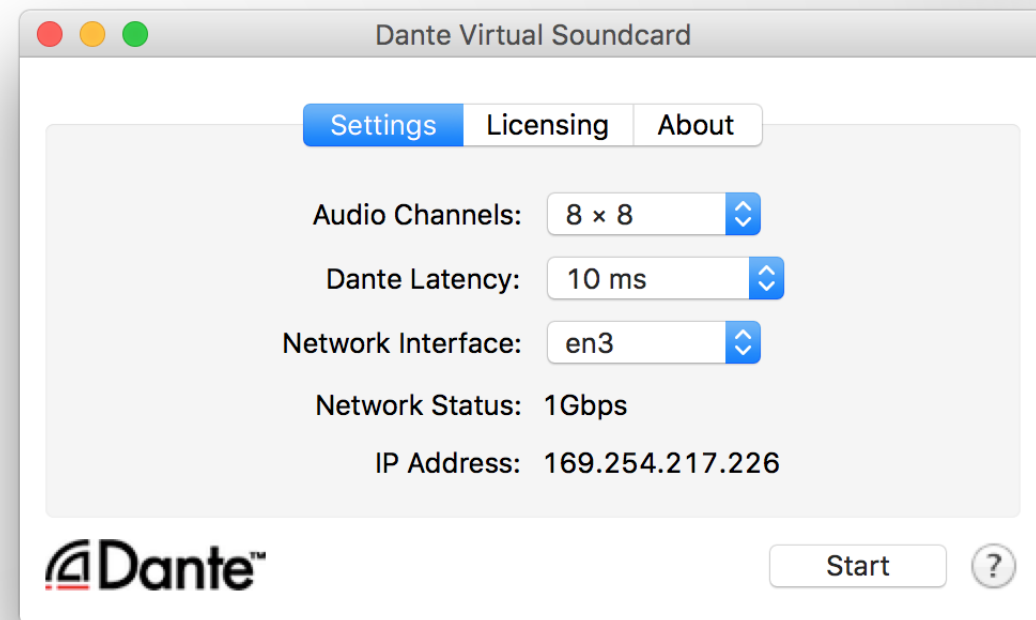 Dante Virtual Soundcard
Settings Licensing About
Audio Channels: 8 × 8
Dante Latency: 10 ms
Network Interface: en3
Network Status: 1Gbps
IP Address: 169.254.217.226
Dante™ Start ?